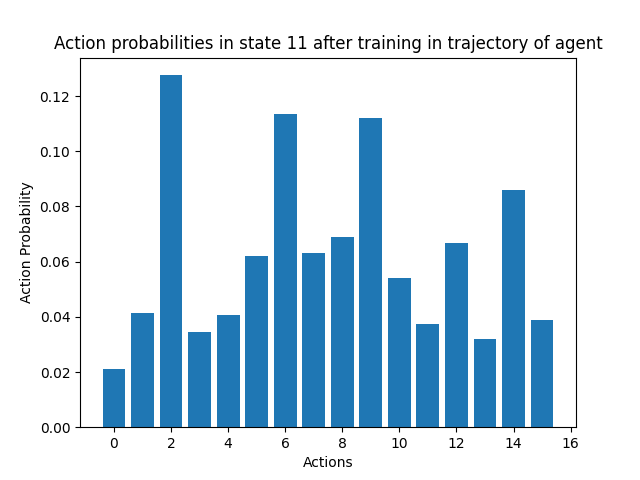 Action probabilities in state 11 after training in trajectory of agent
0.12
0.10
0.08
0.06
0.04
0.02
0.00
Action Probability
0 2 4 6 8 10 12 14 16
Actions